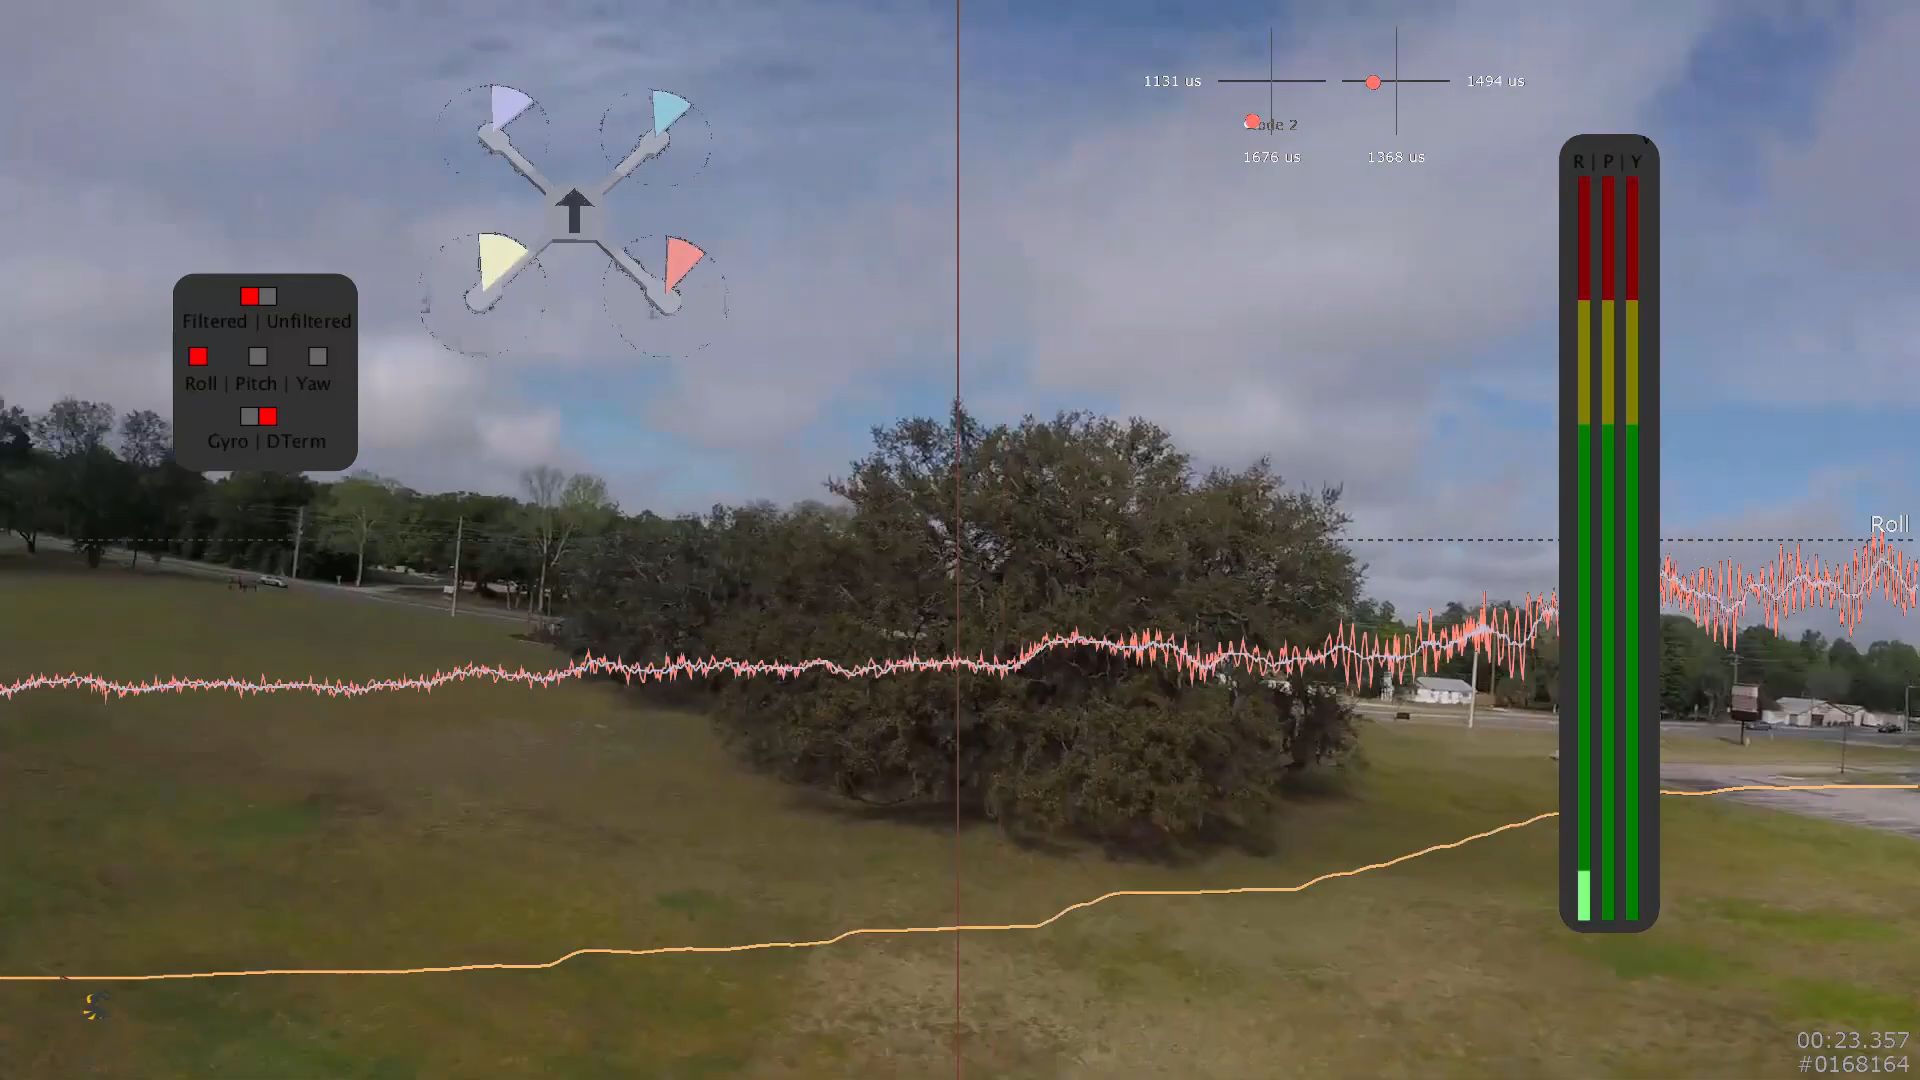 1131 us
1494 us
ode 2
1676 us
1368 us
R | P | Y
Filtered | Unfiltered
Roll | Pitch | Yaw
Gyro | DTerm
Roll
00:23.357
#0168164